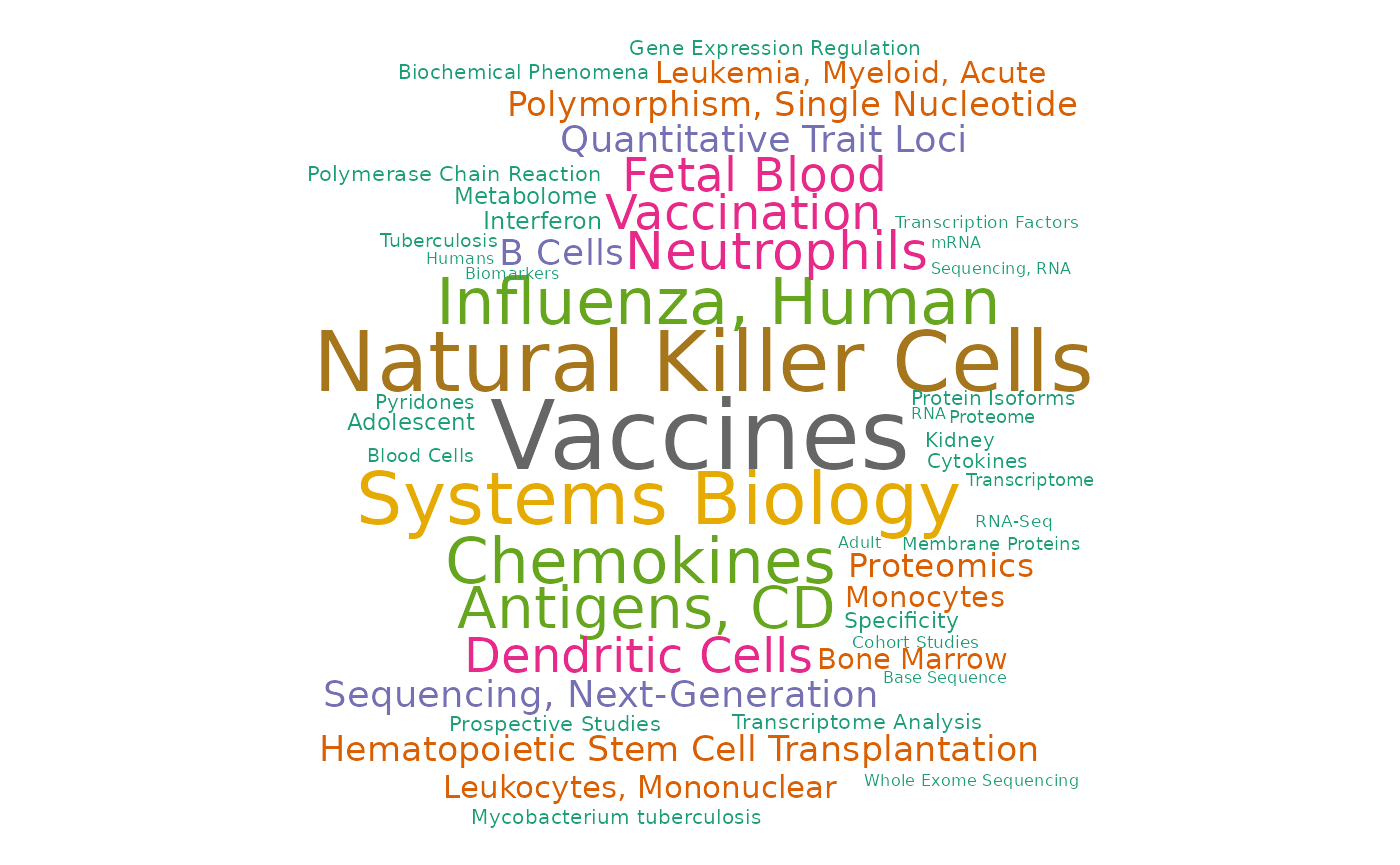 Gene Expression Regulation
Biochemical Phenomena
Leukemia, Myeloid, Acute
Polymorphism, Single Nucleotide
Quantitative Trait Loci
Polymerase Chain Reaction
Fetal Blood
Metabolome
Vaccination
Interferon
Transcription Factors
Tuberculosis
B Cells
Neutrophils
mRNA
Humans
Sequencing, RNA
Biomarkers
Influenza, Human
Natural Killer Cells
Pyridones
Protein Isoforms
RNA
Proteome
Adolescent
Vaccines
Kidney
Blood Cells
Cytokines
Transcriptome
Systems Biology
RNA-Seq
Adult
Membrane Proteins
Chemokines
Proteomics
Monocytes
Antigens, CD
Specificity
Cohort Studies
Dendritic Cells
Bone Marrow
Base Sequence
Sequencing, Next-Generation
Prospective Studies
Transcriptome Analysis
Hematopoietic Stem Cell Transplantation
Whole Exome Sequencing
Leukocytes, Mononuclear
Mycobacterium tuberculosis